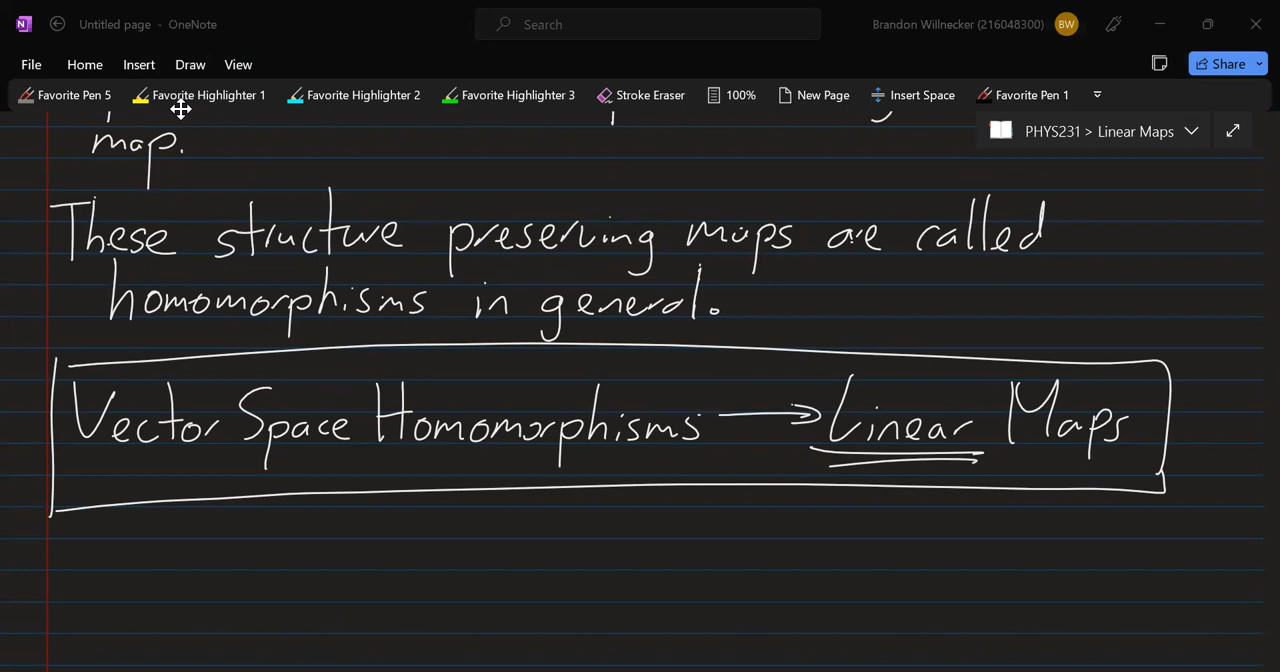 Untitled page - OneNote
Search
Brandon Willnecker (216048300)
BW
File Home Insert Draw View
Share
Favorite Pen 5 Favorite Highlighter 1 Favorite Highlighter 2 Favorite Highlighter 3 Stroke Eraser 100% New Page Insert Space Favorite Pen 1
PHYS231 > Linear Maps
map.
These structure preserving maps are called
homomorphisms in general.
Vector Space Homomorphisms → Linear Maps